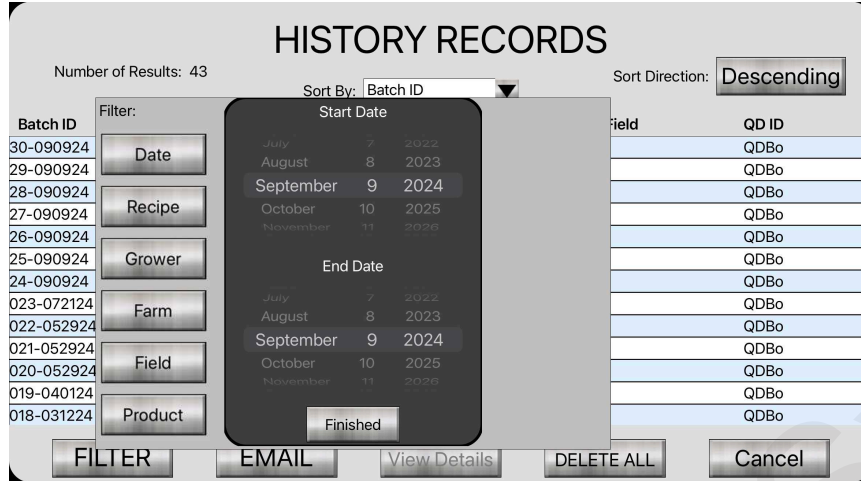 HISTORY RECORDS
Number of Results: 43
Sort By: Batch ID
Sort Direction: Descending
Batch ID
Field
QD ID
30-090924 QDBo
29-090924 QDBo
28-090924 QDBo
27-090924 QDBo
26-090924 QDBo
25-090924 QDBo
24-090924 QDBo
023-072124 QDBo
022-052924 QDBo
021-052924 QDBo
020-052924 QDBo
019-040124 QDBo
018-031224 QDBo
Filter:
Date
Recipe
Grower
Farm
Field
Product
Start Date
July 7 2022
August 8 2023
September 9 2024
October 10 2025
November 11 2026
End Date
July 7 2022
August 8 2023
September 9 2024
October 10 2025
November 11 2026
Finished
FILTER
EMAIL
View Details
DELETE ALL
Cancel